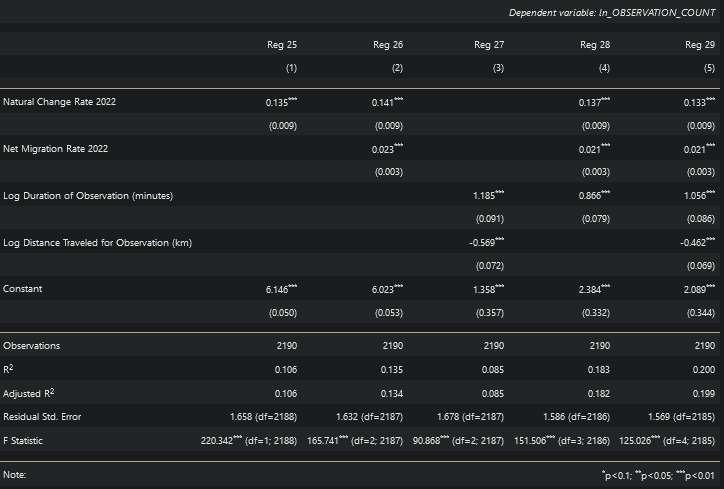 Dependent variable: ln_OBSERVATION_COUNT
Reg 25 Reg 26 Reg 27 Reg 28 Reg 29
(1) (2) (3) (4) (5)
Natural Change Rate 2022 0.135*** 0.141*** 0.137*** 0.133***
(0.009) (0.009) (0.009) (0.009)
Net Migration Rate 2022 0.023*** 0.021*** 0.021***
(0.003) (0.003) (0.003)
Log Duration of Observation (minutes) 1.185*** 0.866*** 1.056***
(0.091) (0.079) (0.086)
Log Distance Traveled for Observation (km) -0.569*** -0.462***
(0.072) (0.069)
Constant 6.146*** 6.023*** 1.358*** 2.384*** 2.089***
(0.050) (0.053) (0.357) (0.332) (0.344)
Observations 2190 2190 2190 2190 2190
R2 0.106 0.135 0.085 0.183 0.200
Adjusted R2 0.106 0.134 0.085 0.182 0.199
Residual Std. Error 1.658 (df=2188) 1.632 (df=2187) 1.678 (df=2187) 1.586 (df=2186) 1.569 (df=2185)
F Statistic 220.342*** (df=1; 2188) 165.741*** (df=2; 2187) 90.868*** (df=2; 2187) 151.506*** (df=3; 2186) 125.026*** (df=4; 2185)
Note: *p<0.1; **p<0.05; ***p<0.01